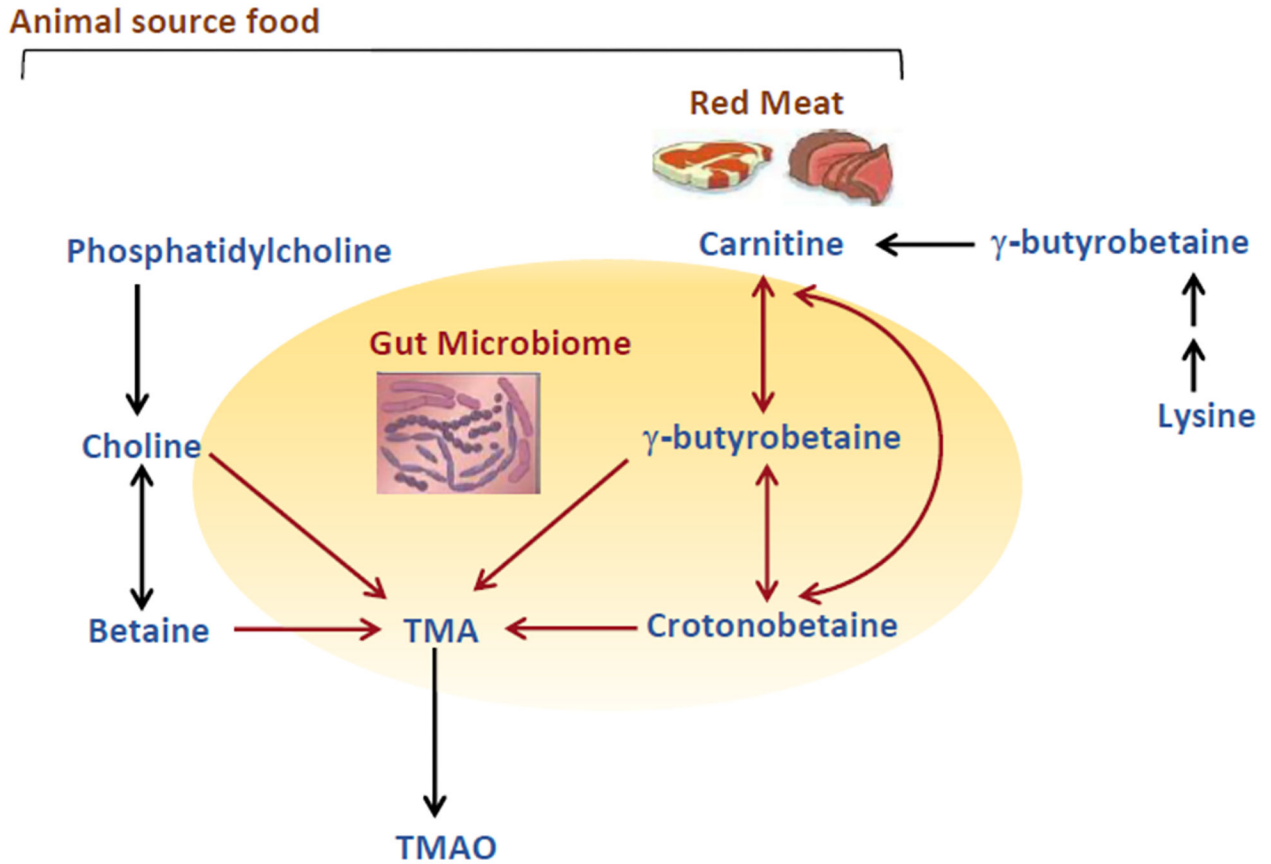 Animal source food
Red Meat
Phosphatidylcholine
Carnitine
γ-butyrobetaine
Gut Microbiome
Choline
γ-butyrobetaine
Lysine
Betaine
TMA
Crotonobetaine
TMAO